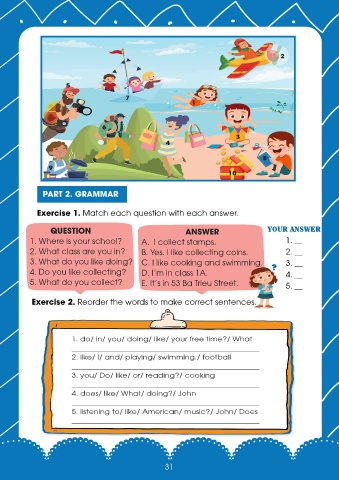 2
3
4
10
PART 2. GRAMMAR
Exercise 1. Match each question with each answer.
QUESTION
1. Where is your school?
2. What class are you in?
3. What do you like doing?
4. Do you like collecting?
5. What do you collect?
ANSWER
A. I collect stamps.
B. Yes. I like collecting coins.
C. I like cooking and swimming.
D. I'm in class 1A.
E. It's in 53 Ba Trieu Street.
YOUR ANSWER
1. __
2. __
3. __
4. __
5. __
?
Exercise 2. Reorder the words to make correct sentences.
1. do/ in/ you/ doing/ like/ your free time?/ What
2. like/ I/ and/ playing/ swimming./ football
3. you/ Do/ like/ or/ reading?/ cooking
4. does/ like/ What/ doing?/ John
5. listening to/ like/ American/ music?/ John/ Does
31